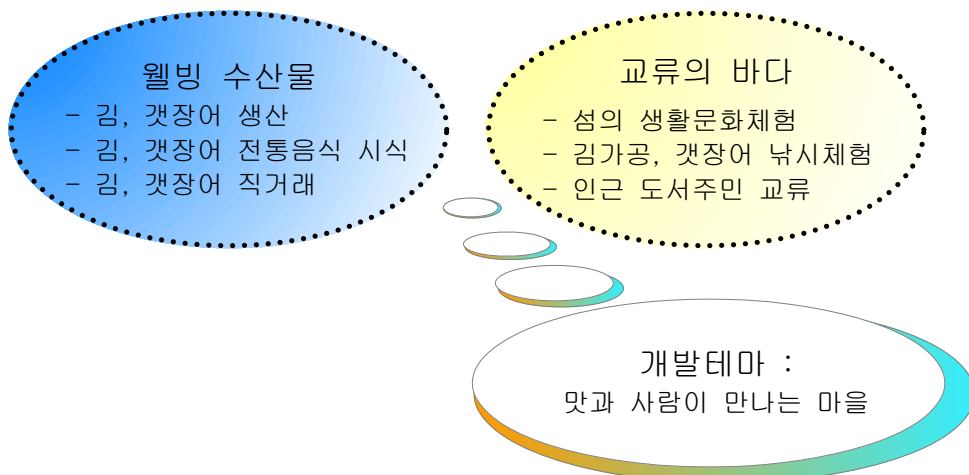 웰빙 수산물
- 김, 갯장어 생산
- 김, 갯장어 전통음식 시식
- 김, 갯장어 직거래
교류의 바다
- 섬의 생활문화체험
- 김가공, 갯장어 낚시체험
- 인근 도서주민 교류
개발테마 :
맛과 사람이 만나는 마을